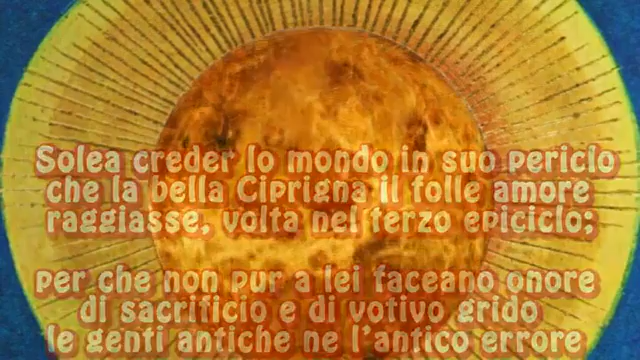 Solea creder lo mondo in suo periclo
che la bella Ciprigna il folle amore
raggiasse, volta nel terzo epiciclo;
per che non pur a lei faceano onore
di sacrificio e di votivo grido
le genti antiche ne l'antico errore